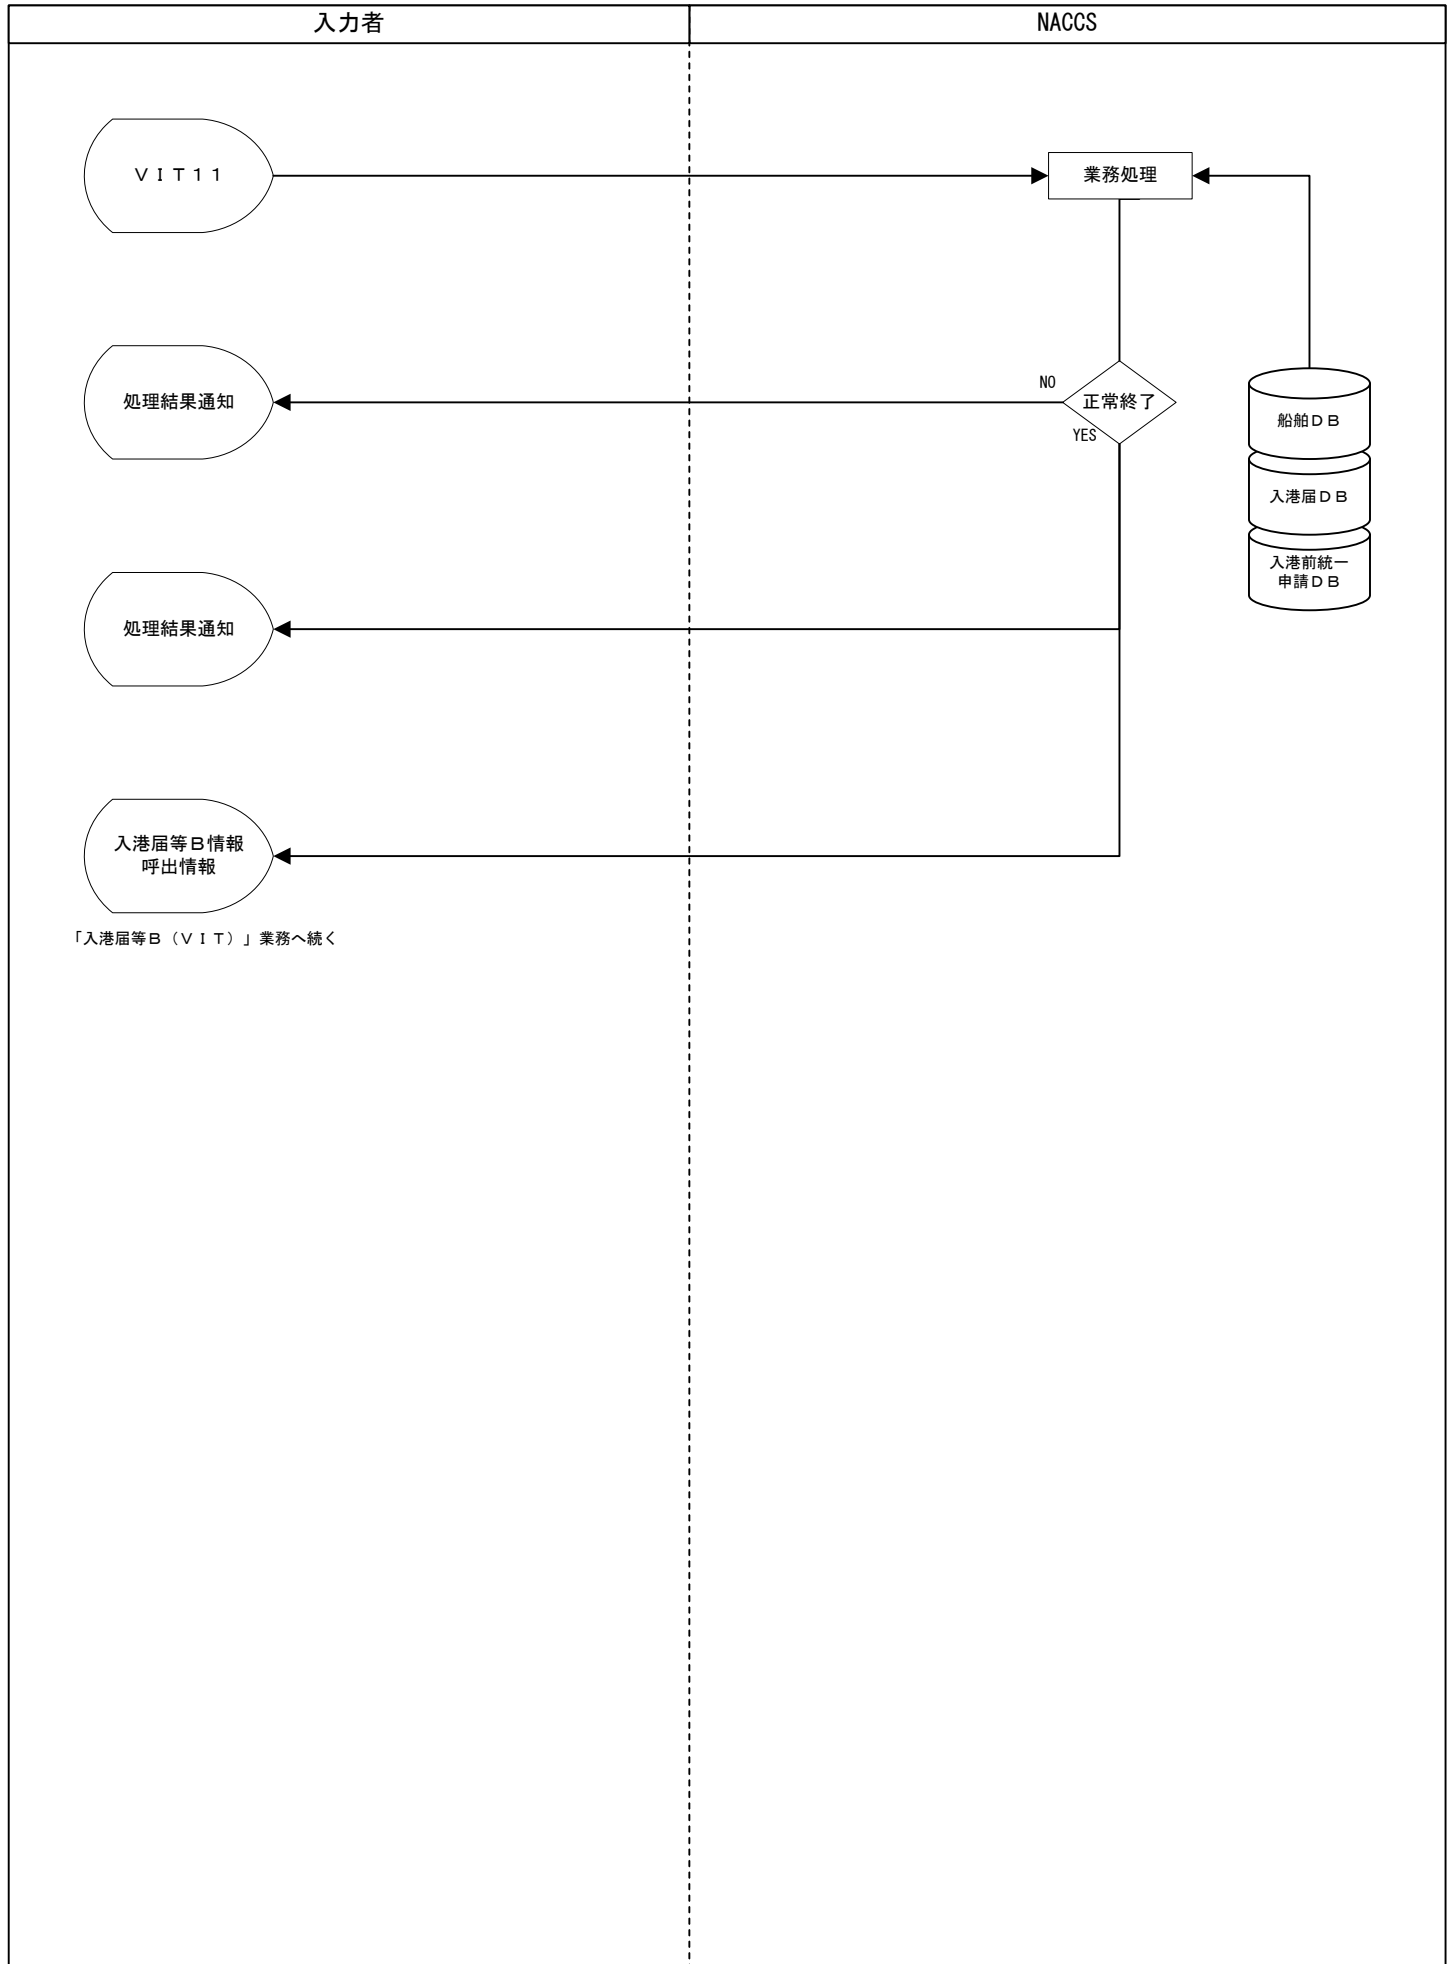 入力者
NACCS
ＶＩＴ１１
業務処理
処理結果通知
NO
正常終了
YES
船舶ＤＢ
入港届ＤＢ
入港前統一
申請ＤＢ
処理結果通知
入港届等Ｂ情報
呼出情報
「入港届等Ｂ（ＶＩＴ）」業務へ続く